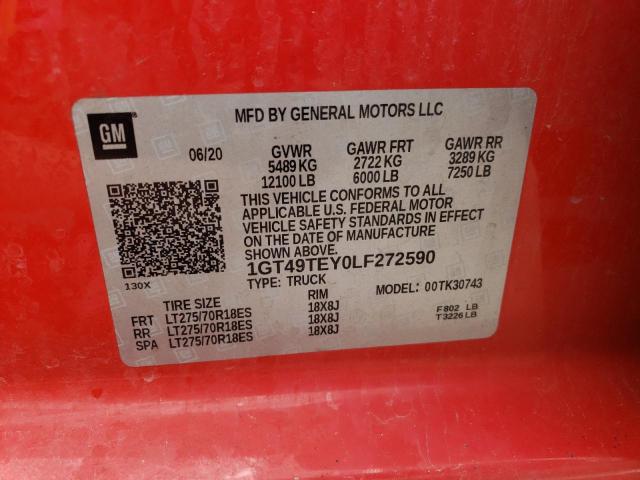 GM
MFD BY GENERAL MOTORS LLC
06/20 GVWR GAWR FRT GAWR RR
5489 KG 2722 KG 3289 KG
12100 LB 6000 LB 7250 LB
THIS VEHICLE CONFORMS TO ALL
APPLICABLE U.S. FEDERAL MOTOR
VEHICLE SAFETY STANDARDS IN EFFECT
ON THE DATE OF MANUFACTURE
SHOWN ABOVE.
1GT49TEY0LF272590
130X TYPE: TRUCK MODEL: 00TK30743
TIRE SIZE RIM
FRT LT275/70R18ES 18X8J F 802 LB
RR LT275/70R18ES 18X8J T3226 LB
SPA LT275/70R18ES 18X8J